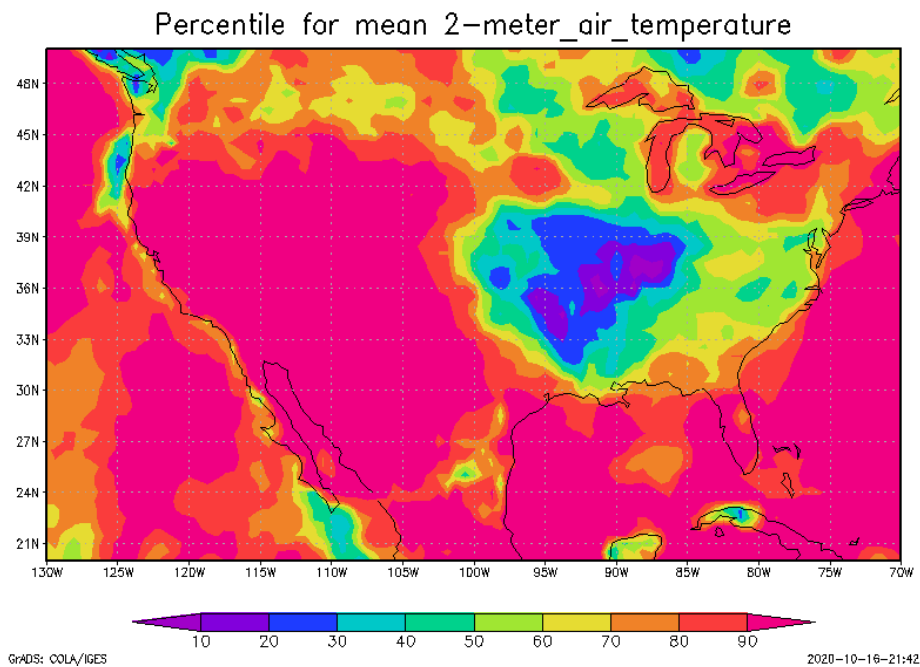 Percentile for mean 2-meter_air_temperature
48N
45N
42N
39N
36N
33N
30N
27N
24N
21N
130W 125W 120W 115W 110W 105W 100W 95W 90W 85W 80W 75W 70W
10 20 30 40 50 60 70 80 90
GrADS: COLA/IGES 2020-10-16-21:42